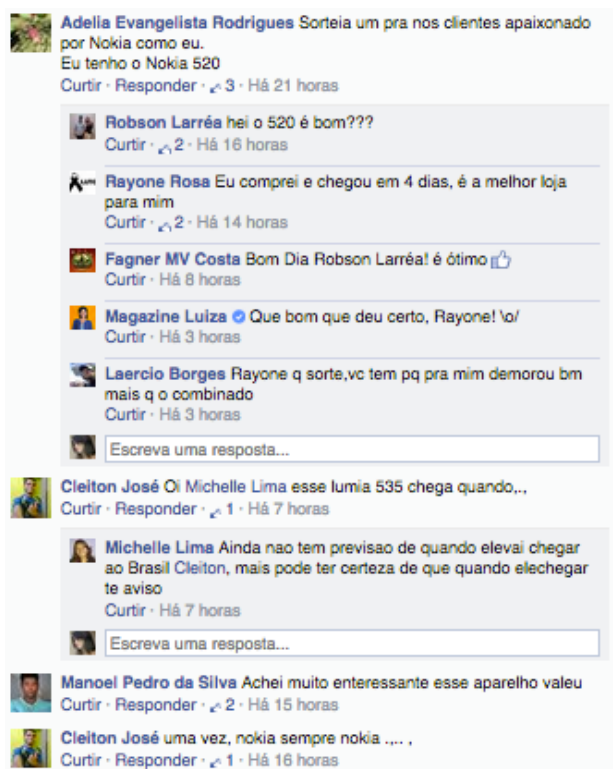 Adelia Evangelista Rodrigues Sorteia um pra nos clientes apaixonado
por Nokia como eu.
Eu tenho o Nokia 520
Curtir · Responder · 3 · Há 21 horas
Robson Larréa hei o 520 é bom???
Curtir · 2 · Há 16 horas
Rayone Rosa Eu comprei e chegou em 4 dias, é a melhor loja
para mim
Curtir · 2 · Há 14 horas
Fagner MV Costa Bom Dia Robson Larréa! é ótimo
Curtir · Há 8 horas
Magazine Luiza Que bom que deu certo, Rayone! \o/
Curtir · Há 3 horas
Laercio Borges Rayone q sorte,vc tem pq pra mim demorou bm
mais q o combinado
Curtir · Há 3 horas
Escreva uma resposta...
Cleiton José Oi Michelle Lima esse lumia 535 chega quando,.,
Curtir · Responder · 1 · Há 7 horas
Michelle Lima Ainda nao tem previsao de quando elevai chegar
ao Brasil Cleiton, mais pode ter certeza de que quando elechegar
te aviso
Curtir · Há 7 horas
Escreva uma resposta...
Manoel Pedro da Silva Achei muito enteressante esse aparelho valeu
Curtir · Responder · 2 · Há 15 horas
Cleiton José uma vez, nokia sempre nokia .,.. ,
Curtir · Responder · 1 · Há 16 horas